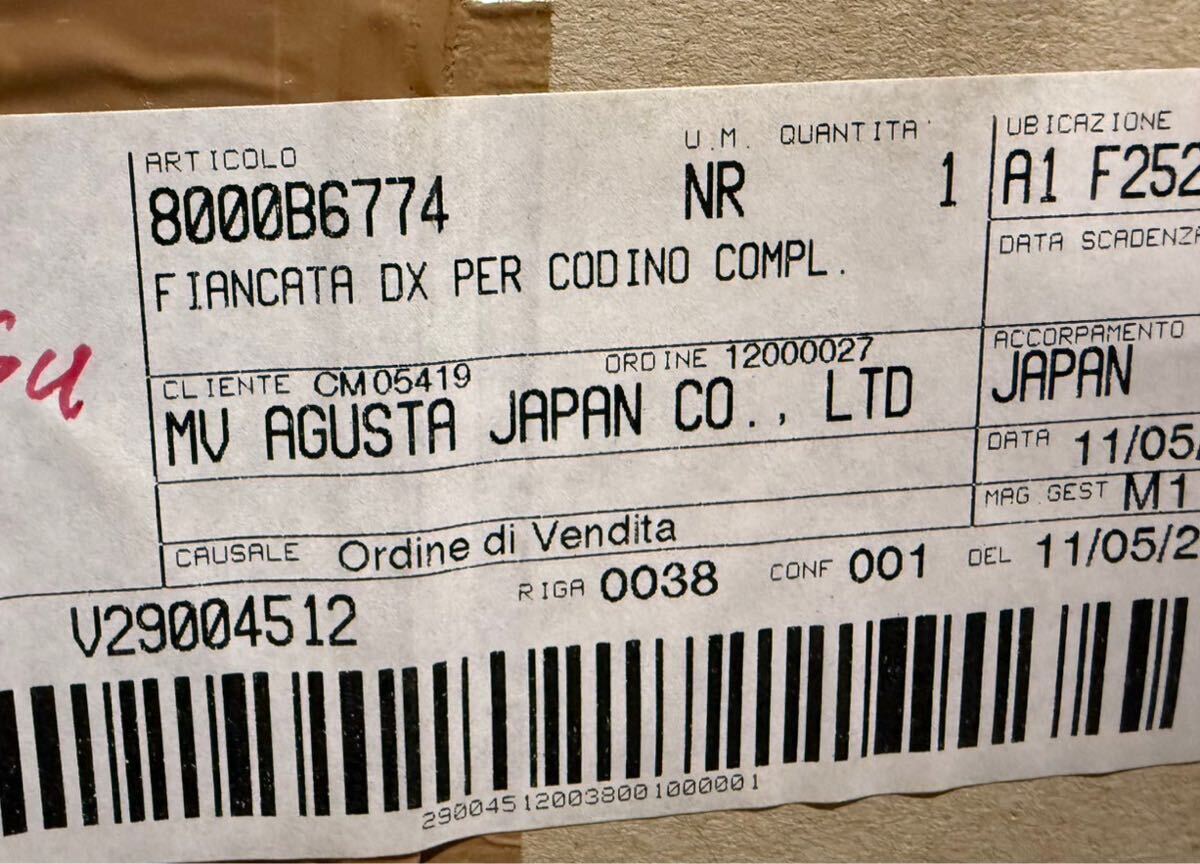 ARTICOLO U.M. QUANTITA' UBICAZIONE
8000B6774 NR 1 A1 F252
FIANCATA DX PER CODINO COMPL. DATA SCADENZA
CLIENTE CM05419 ORDINE 12000027 ACCORPAMENTO
MV AGUSTA JAPAN CO., LTD JAPAN
DATA 11/05/
MAG.GEST M1
CAUSALE Ordine di Vendita
V29004512 RIGA 0038 CONF 001 DEL 11/05/2
290045120038001000001